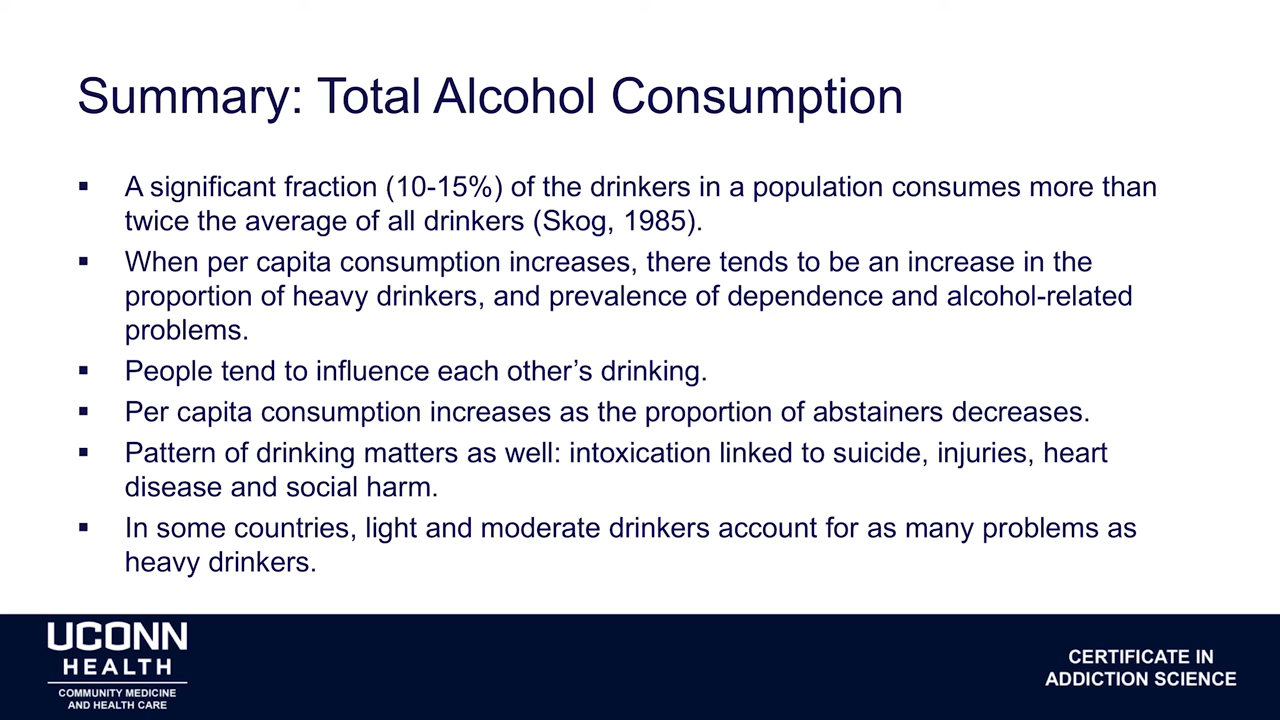 Summary: Total Alcohol Consumption
▪ A significant fraction (10-15%) of the drinkers in a population consumes more than
twice the average of all drinkers (Skog, 1985).
▪ When per capita consumption increases, there tends to be an increase in the
proportion of heavy drinkers, and prevalence of dependence and alcohol-related
problems.
▪ People tend to influence each other’s drinking.
▪ Per capita consumption increases as the proportion of abstainers decreases.
▪ Pattern of drinking matters as well: intoxication linked to suicide, injuries, heart
disease and social harm.
▪ In some countries, light and moderate drinkers account for as many problems as
heavy drinkers.
UCONN
HEALTH
COMMUNITY MEDICINE
AND HEALTH CARE
CERTIFICATE IN
ADDICTION SCIENCE